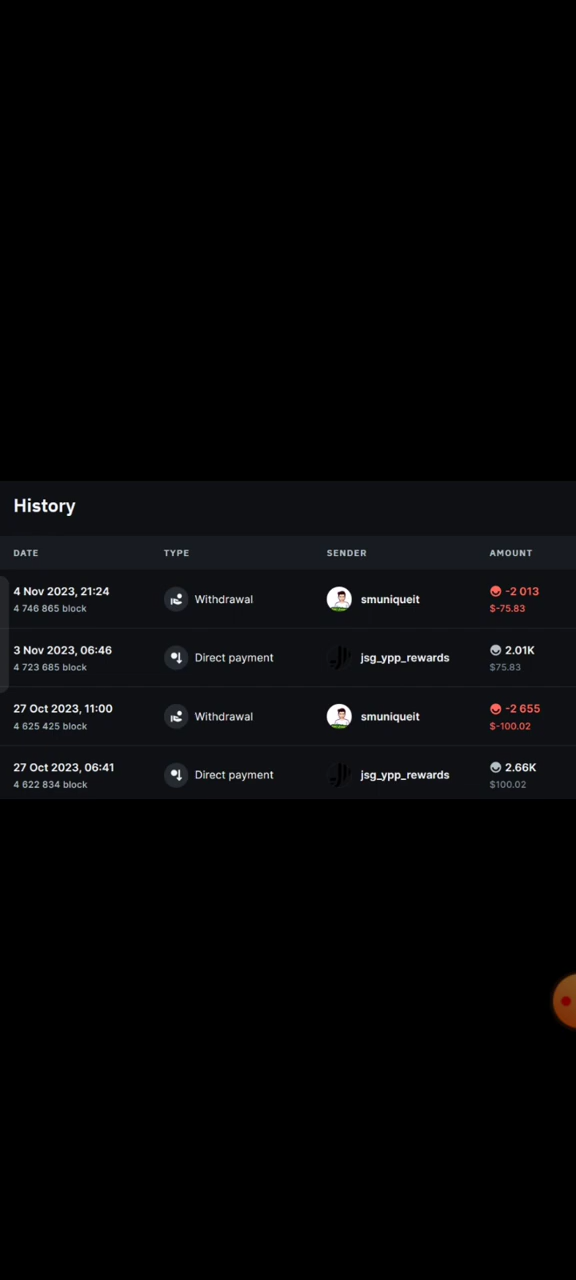 History
DATE TYPE SENDER AMOUNT
4 Nov 2023, 21:24 Withdrawal smuniqueit -2 013
4 746 865 block $-75.83
3 Nov 2023, 06:46 Direct payment jsg_ypp_rewards 2.01K
4 723 685 block $75.83
27 Oct 2023, 11:00 Withdrawal smuniqueit -2 655
4 625 425 block $-100.02
27 Oct 2023, 06:41 Direct payment jsg_ypp_rewards 2.66K
4 622 834 block $100.02